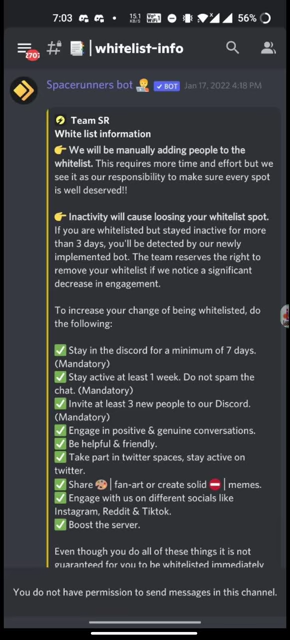 7:03
15.1 KB/S
56%
270
# | whitelist-info
Spacerunners bot BOT Jan 17, 2022 4:18 PM
Team SR
White list information
👉 We will be manually adding people to the
whitelist. This requires more time and effort but we
see it as our responsibility to make sure every spot
is well deserved!!
👉 Inactivity will cause loosing your whitelist spot.
If you are whitelisted but stayed inactive for more
than 3 days, you'll be detected by our newly
implemented bot. The team reserves the right to
remove your whitelist if we notice a significant
decrease in engagement.
To increase your change of being whitelisted, do
the following:
✅ Stay in the discord for a minimum of 7 days.
(Mandatory)
✅ Stay active at least 1 week. Do not spam the
chat. (Mandatory)
✅ Invite at least 3 new people to our Discord.
(Mandatory)
✅ Engage in positive & genuine conversations.
✅ Be helpful & friendly.
✅ Take part in twitter spaces, stay active on
twitter.
✅ Share 🎨 | fan-art or create solid ⛔ | memes.
✅ Engage with us on different socials like
Instagram, Reddit & Tiktok.
✅ Boost the server.
Even though you do all of these things it is not
guaranteed for you to be whitelisted immediately
You do not have permission to send messages in this channel.